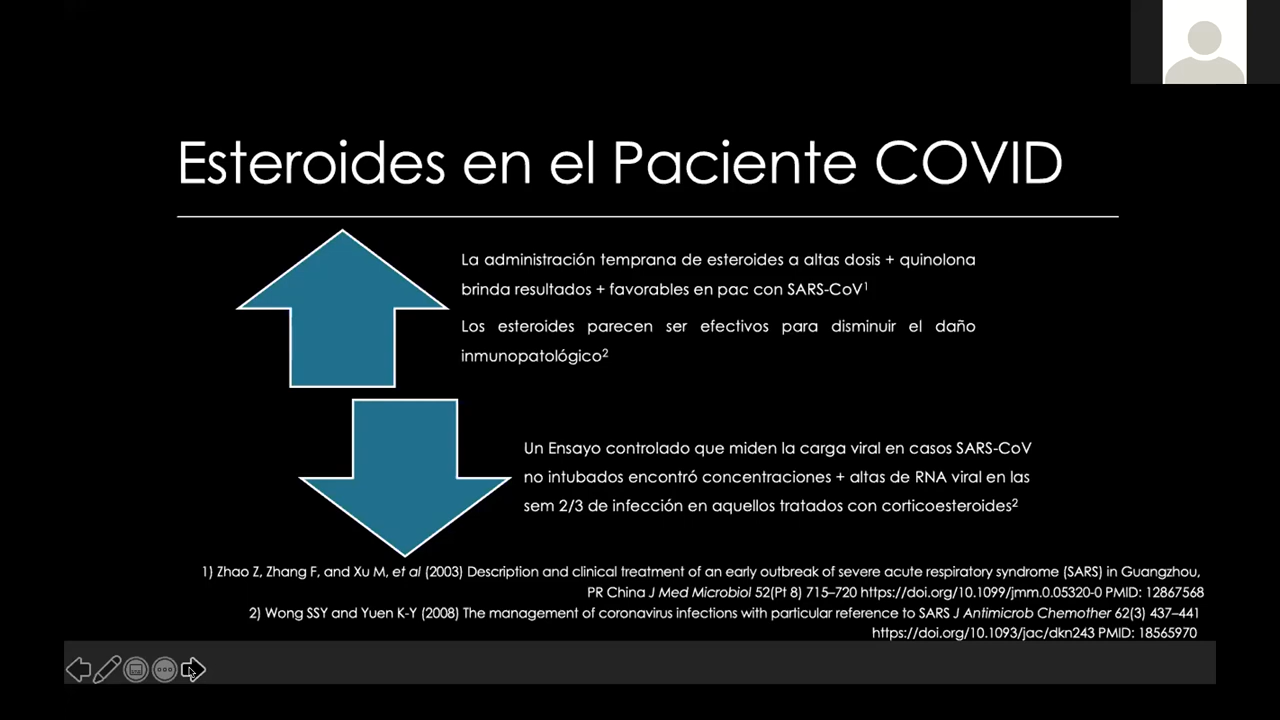 Esteroides en el Paciente COVID
La administración temprana de esteroides a altas dosis + quinolona
brinda resultados + favorables en pac con SARS-CoV¹
Los esteroides parecen ser efectivos para disminuir el daño
inmunopatológico²
Un Ensayo controlado que miden la carga viral en casos SARS-CoV
no intubados encontró concentraciones + altas de RNA viral en las
sem 2/3 de infección en aquellos tratados con corticoesteroides²
1) Zhao Z, Zhang F, and Xu M, et al (2003) Description and clinical treatment of an early outbreak of severe acute respiratory syndrome (SARS) in Guangzhou,
PR China J Med Microbiol 52(Pt 8) 715–720 https://doi.org/10.1099/jmm.0.05320-0 PMID: 12867568
2) Wong SSY and Yuen K-Y (2008) The management of coronavirus infections with particular reference to SARS J Antimicrob Chemother 62(3) 437–441
https://doi.org/10.1093/jac/dkn243 PMID: 18565970